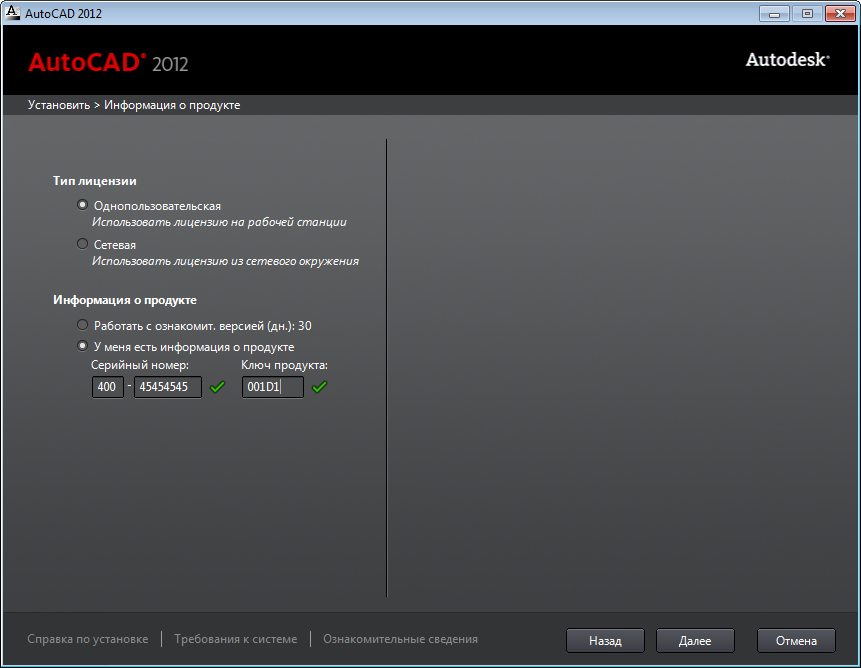 AutoCAD 2012
AutoCAD® 2012
Autodesk®
Установить > Информация о продукте
Тип лицензии
Однопользовательская
Использовать лицензию на рабочей станции
Сетевая
Использовать лицензию из сетевого окружения
Информация о продукте
Работать с ознакомит. версией (дн.): 30
У меня есть информация о продукте
Серийный номер: Ключ продукта:
400 - 45454545 001D1
Справка по установке | Требования к системе | Ознакомительные сведения Назад Далее Отмена